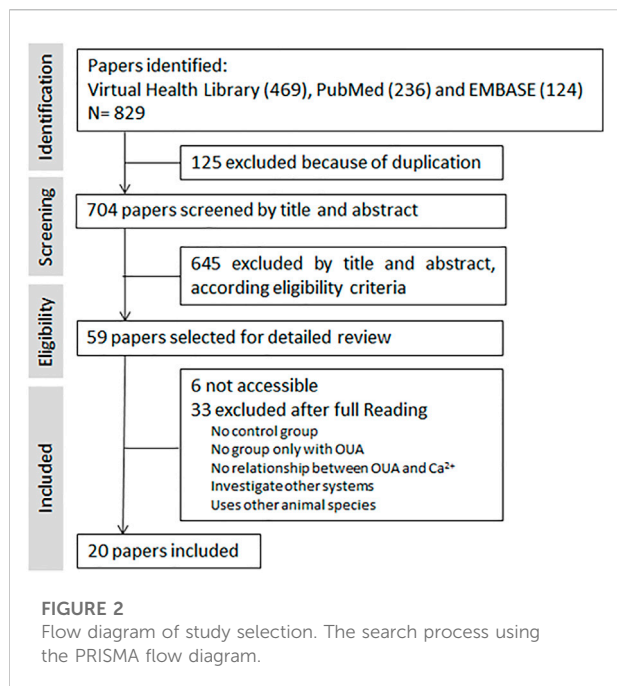 Identification
Papers identified:
Virtual Health Library (469), PubMed (236) and EMBASE (124)
N= 829
125 excluded because of duplication
Screening
704 papers screened by title and abstract
645 excluded by title and abstract,
according eligibility criteria
Eligibility
59 papers selected for detailed review
Included
6 not accessible
33 excluded after full Reading
No control group
No group only with OUA
No relationship between OUA and Ca²⁺
Investigate other systems
Uses other animal species
20 papers included
FIGURE 2
Flow diagram of study selection. The search process using
the PRISMA flow diagram.